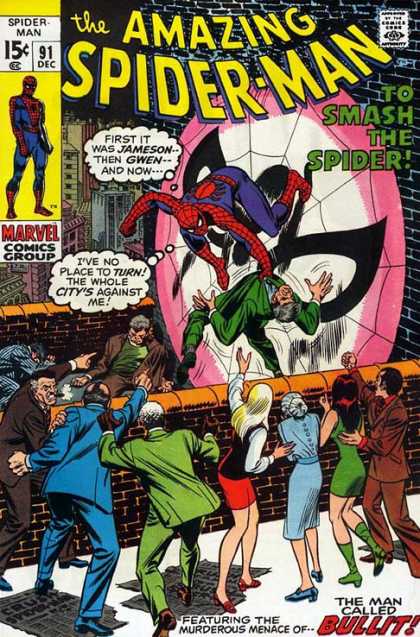 SPIDER-
MAN
15¢
91
DEC
CC
MARVEL
COMICS
GROUP
the AMAZING
SPIDER-MAN
APPROVED
BY THE
COMICS
CODE
AUTHORITY
TO
SMASH
THE
SPIDER!
FIRST IT
WAS JAMESON--
THEN GWEN--
AND NOW---
I'VE NO
PLACE TO TURN!
THE WHOLE
CITY'S AGAINST
ME!
FEATURING THE
MURDEROUS MENACE OF--
THE MAN
CALLED
BULLIT!